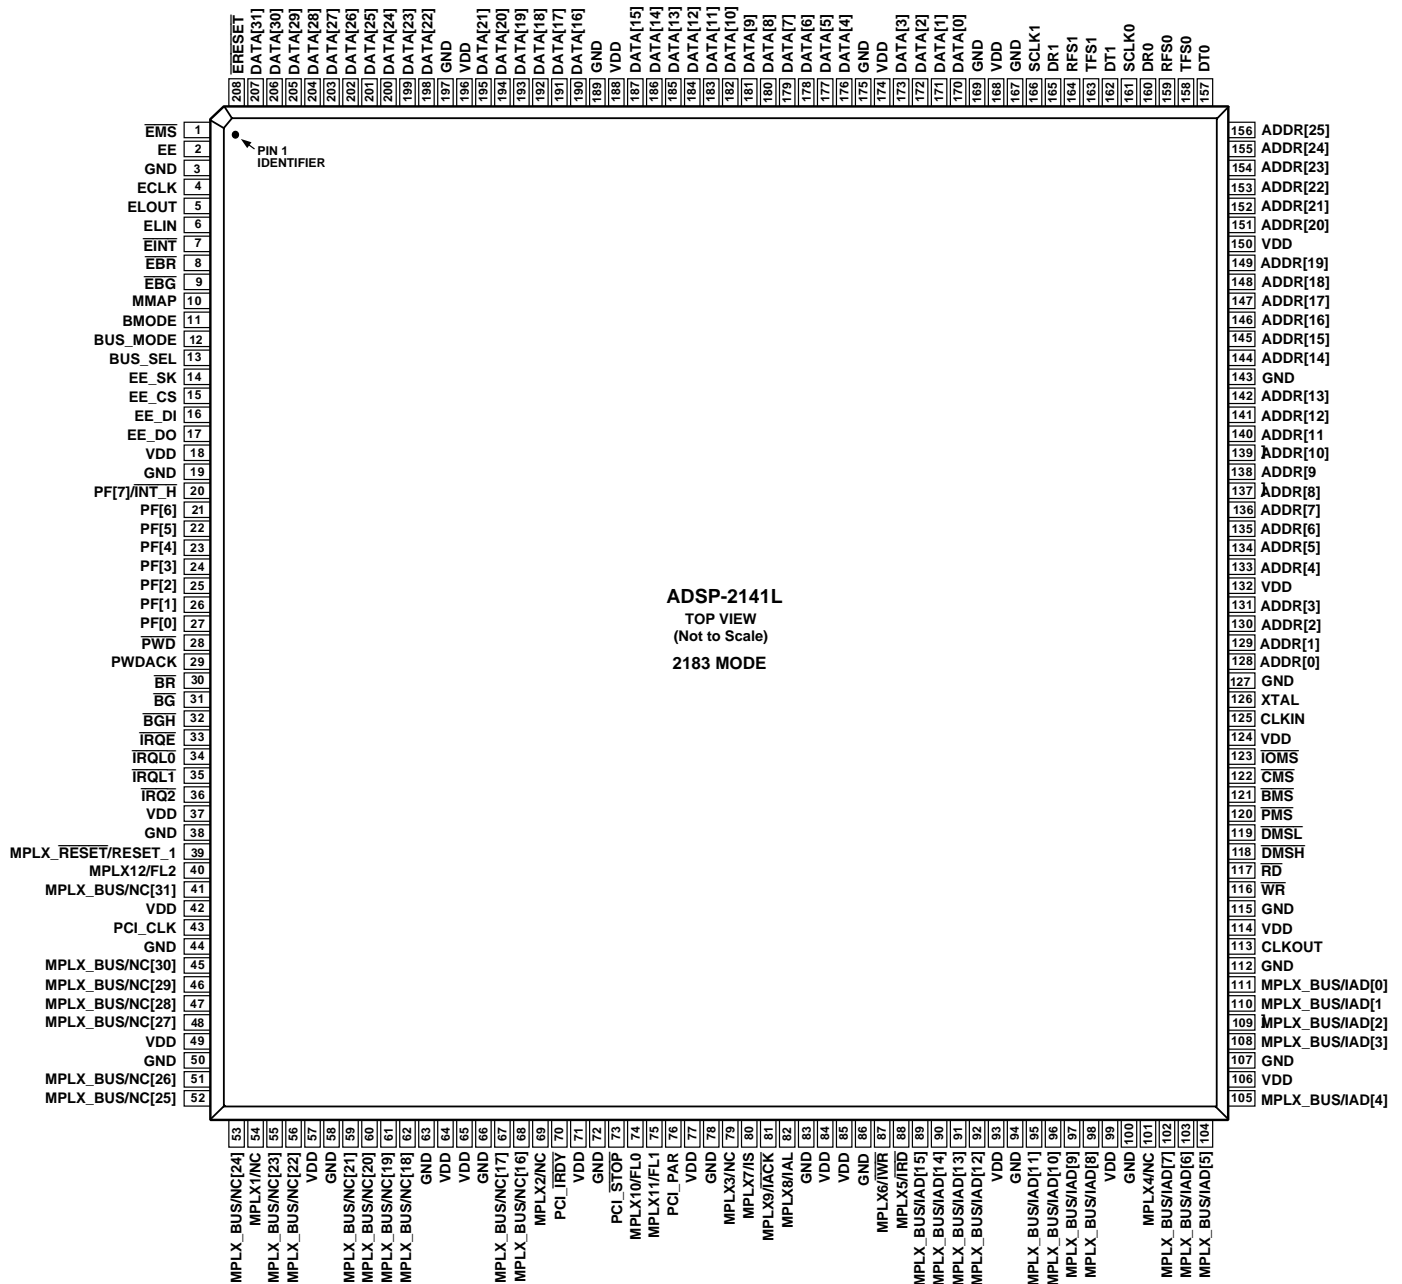 ERESET
DATA[31]
DATA[30]
DATA[29]
DATA[28]
DATA[27]
DATA[26]
DATA[25]
DATA[24]
DATA[23]
DATA[22]
GND
VDD
DATA[21]
DATA[20]
DATA[19]
DATA[18]
DATA[17]
DATA[16]
GND
VDD
DATA[15]
DATA[14]
DATA[13]
DATA[12]
DATA[11]
DATA[10]
DATA[9]
DATA[8]
DATA[7]
DATA[6]
DATA[5]
DATA[4]
GND
VDD
DATA[3]
DATA[2]
DATA[1]
DATA[0]
GND
VDD
GND
SCLK1
DR1
RFS1
TFS1
DT1
SCLK0
DR0
RFS0
TFS0
DT0
208 207 206 205 204 203 202 201 200 199 198 197 196 195 194 193 192 191 190 189 188 187 186 185 184 183 182 181 180 179 178 177 176 175 174 173 172 171 170 169 168 167 166 165 164 163 162 161 160 159 158 157
EMS 1
EE 2
GND 3
ECLK 4
ELOUT 5
ELIN 6
EINT 7
EBR 8
EBG 9
MMAP 10
BMODE 11
BUS_MODE 12
BUS_SEL 13
EE_SK 14
EE_CS 15
EE_DI 16
EE_DO 17
VDD 18
GND 19
PF[7]/INT_H 20
PF[6] 21
PF[5] 22
PF[4] 23
PF[3] 24
PF[2] 25
PF[1] 26
PF[0] 27
PWD 28
PWDACK 29
BR 30
BG 31
BGH 32
IRQE 33
IRQL0 34
IRQL1 35
IRQ2 36
VDD 37
GND 38
MPLX_RESET/RESET_1 39
MPLX12/FL2 40
MPLX_BUS/NC[31] 41
VDD 42
PCI_CLK 43
GND 44
MPLX_BUS/NC[30] 45
MPLX_BUS/NC[29] 46
MPLX_BUS/NC[28] 47
MPLX_BUS/NC[27] 48
VDD 49
GND 50
MPLX_BUS/NC[26] 51
MPLX_BUS/NC[25] 52
PIN 1
IDENTIFIER
ADSP-2141L
TOP VIEW
(Not to Scale)
2183 MODE
156 ADDR[25]
155 ADDR[24]
154 ADDR[23]
153 ADDR[22]
152 ADDR[21]
151 ADDR[20]
150 VDD
149 ADDR[19]
148 ADDR[18]
147 ADDR[17]
146 ADDR[16]
145 ADDR[15]
144 ADDR[14]
143 GND
142 ADDR[13]
141 ADDR[12]
140 ADDR[11
139 ]ADDR[10]
138 ADDR[9
137 ]ADDR[8]
136 ADDR[7]
135 ADDR[6]
134 ADDR[5]
133 ADDR[4]
132 VDD
131 ADDR[3]
130 ADDR[2]
129 ADDR[1]
128 ADDR[0]
127 GND
126 XTAL
125 CLKIN
124 VDD
123 IOMS
122 CMS
121 BMS
120 PMS
119 DMSL
118 DMSH
117 RD
116 WR
115 GND
114 VDD
113 CLKOUT
112 GND
111 MPLX_BUS/IAD[0]
110 MPLX_BUS/IAD[1
109 ]MPLX_BUS/IAD[2]
108 MPLX_BUS/IAD[3]
107 GND
106 VDD
105 MPLX_BUS/IAD[4]
53 54 55 56 57 58 59 60 61 62 63 64 65 66 67 68 69 70 71 72 73 74 75 76 77 78 79 80 81 82 83 84 85 86 87 88 89 90 91 92 93 94 95 96 97 98 99 100 101 102 103 104
MPLX_BUS/NC[24]
MPLX1/NC
MPLX_BUS/NC[23]
MPLX_BUS/NC[22]
VDD
GND
MPLX_BUS/NC[21]
MPLX_BUS/NC[20]
MPLX_BUS/NC[19]
MPLX_BUS/NC[18]
GND
VDD
VDD
GND
MPLX_BUS/NC[17]
MPLX_BUS/NC[16]
MPLX2/NC
PCI_IRDY
VDD
GND
PCI_STOP
MPLX10/FL0
MPLX11/FL1
PCI_PAR
VDD
GND
MPLX3/NC
MPLX7/IS
MPLX9/IACK
MPLX8/IAL
GND
VDD
VDD
GND
MPLX6/IWR
MPLX5/IRD
MPLX_BUS/IAD[15]
MPLX_BUS/IAD[14]
MPLX_BUS/IAD[13]
MPLX_BUS/IAD[12]
VDD
GND
MPLX_BUS/IAD[11]
MPLX_BUS/IAD[10]
MPLX_BUS/IAD[9]
MPLX_BUS/IAD[8]
VDD
GND
MPLX4/NC
MPLX_BUS/IAD[7]
MPLX_BUS/IAD[6]
MPLX_BUS/IAD[5]